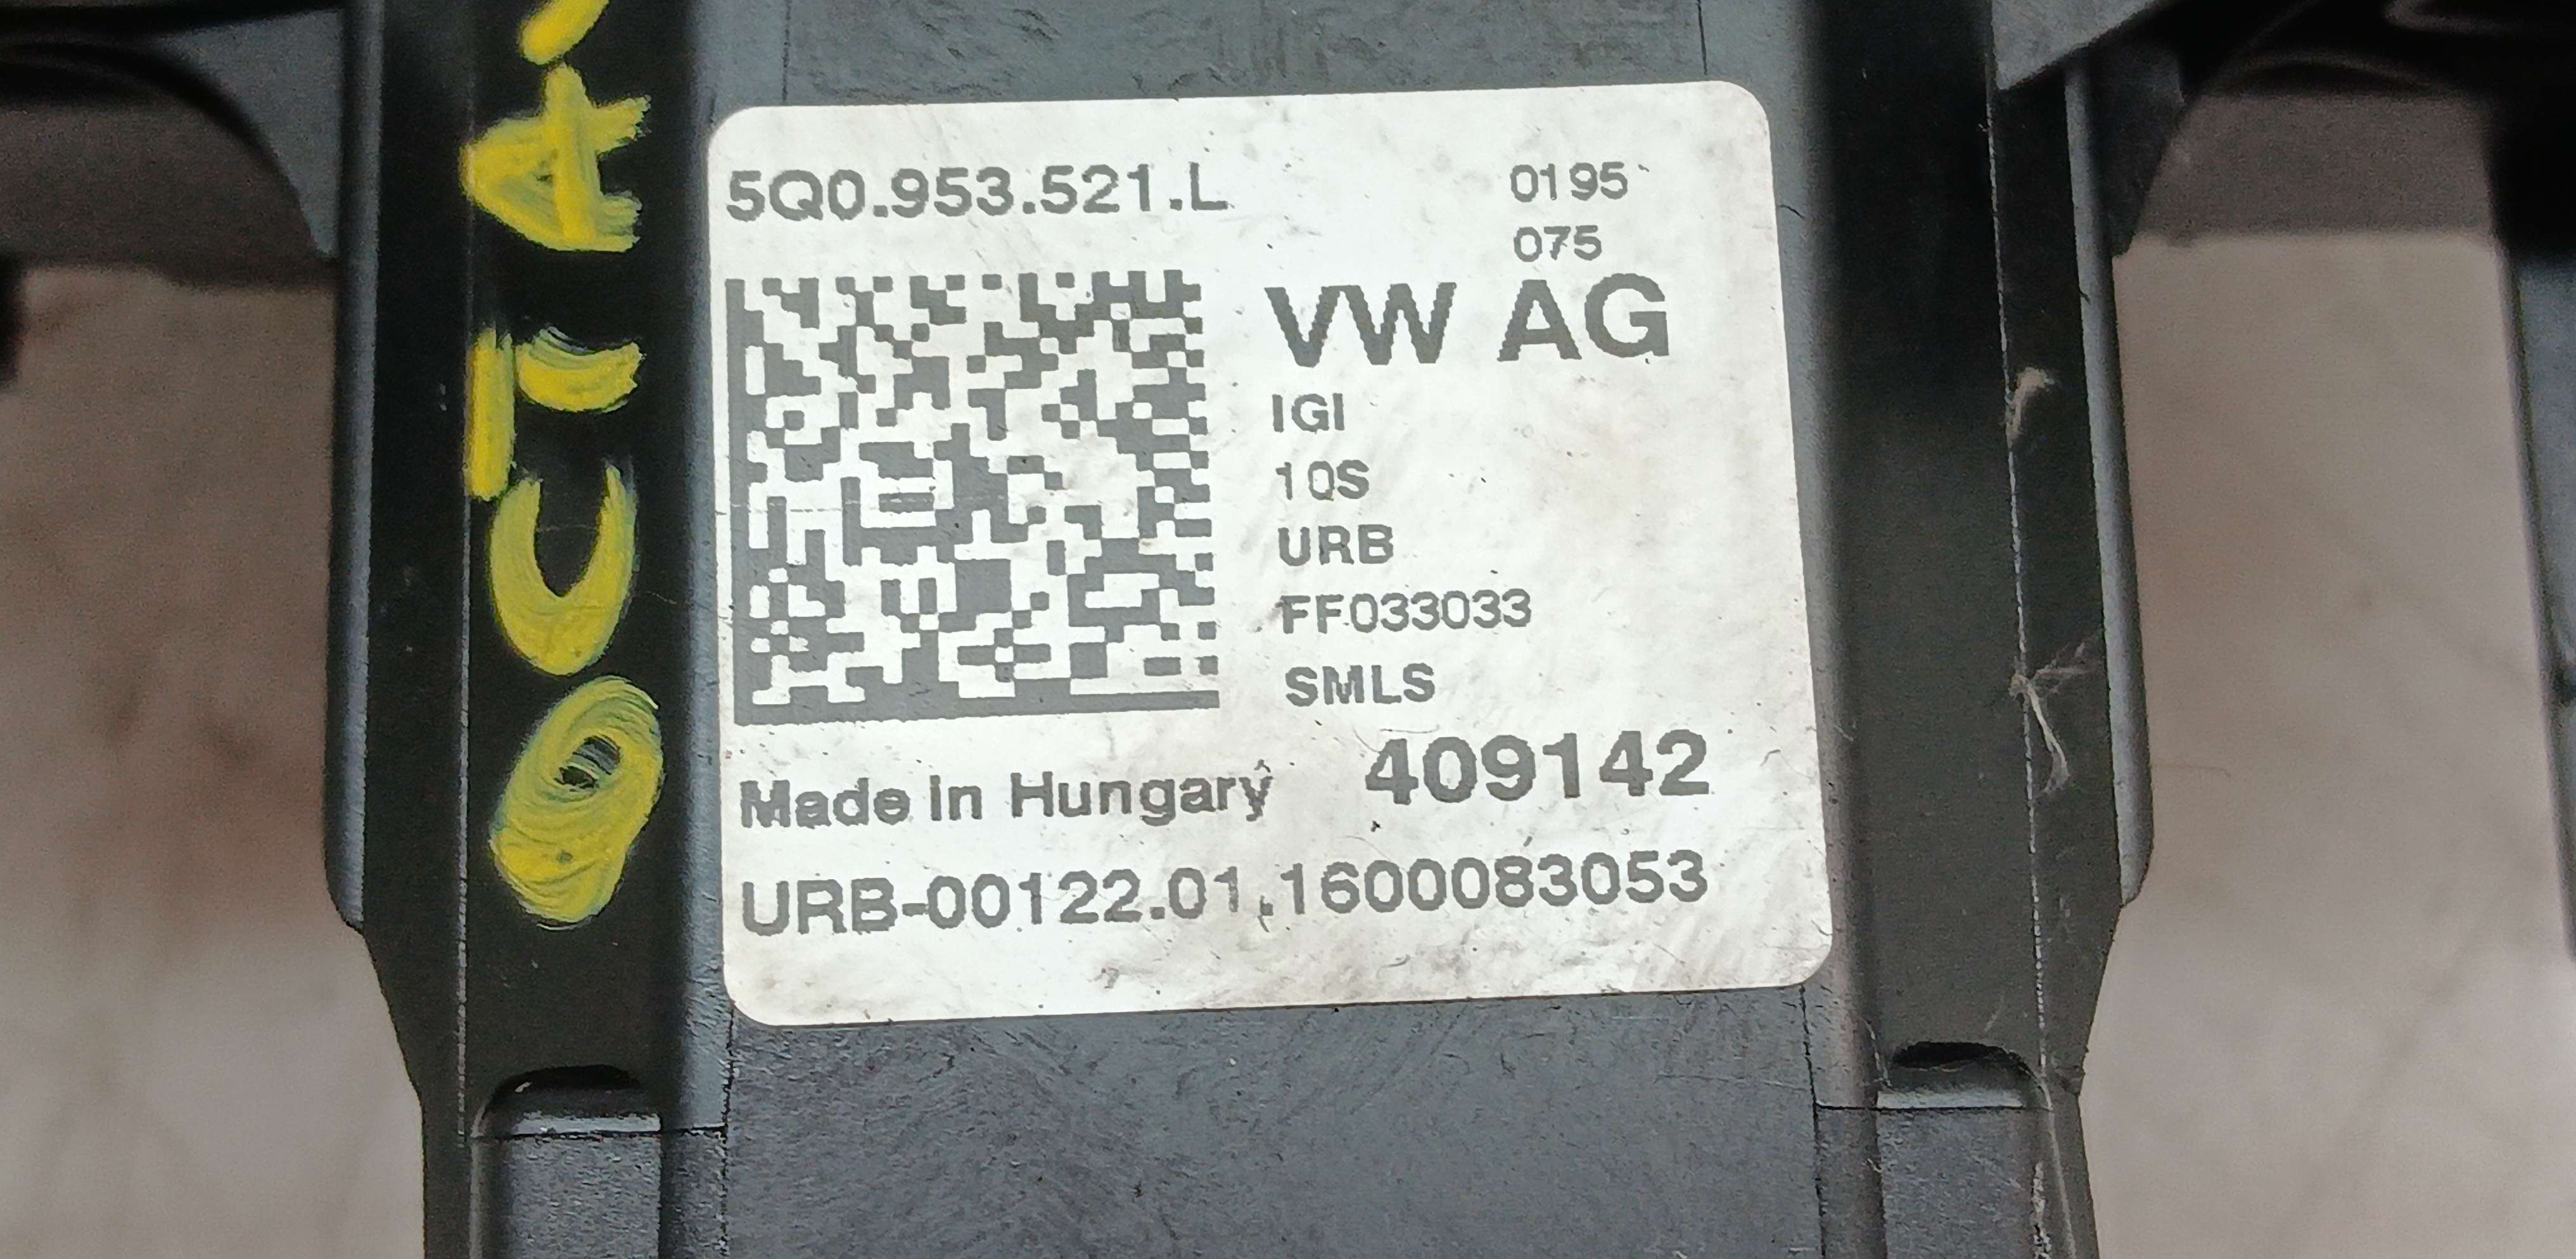 5Q0.953.521.L
0195
075
VW AG
IGI
10S
URB
FF033033
SMLS
Made in Hungary
409142
URB-00122.01.1600083053